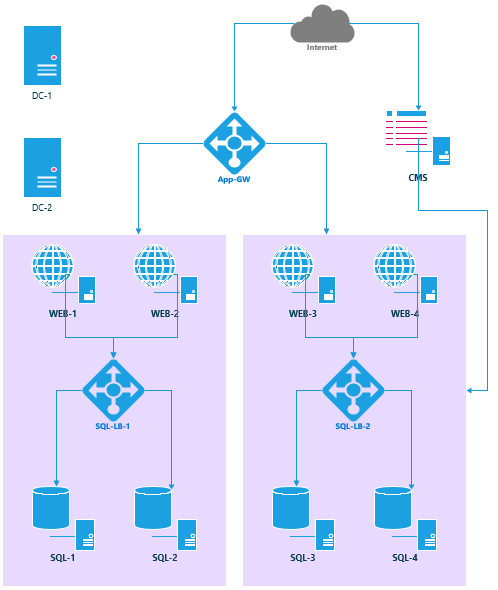 Internet
DC-1
App-GW
CMS
DC-2
WEB-1
WEB-2
WEB-3
WEB-4
SQL-LB-1
SQL-LB-2
SQL-1
SQL-2
SQL-3
SQL-4